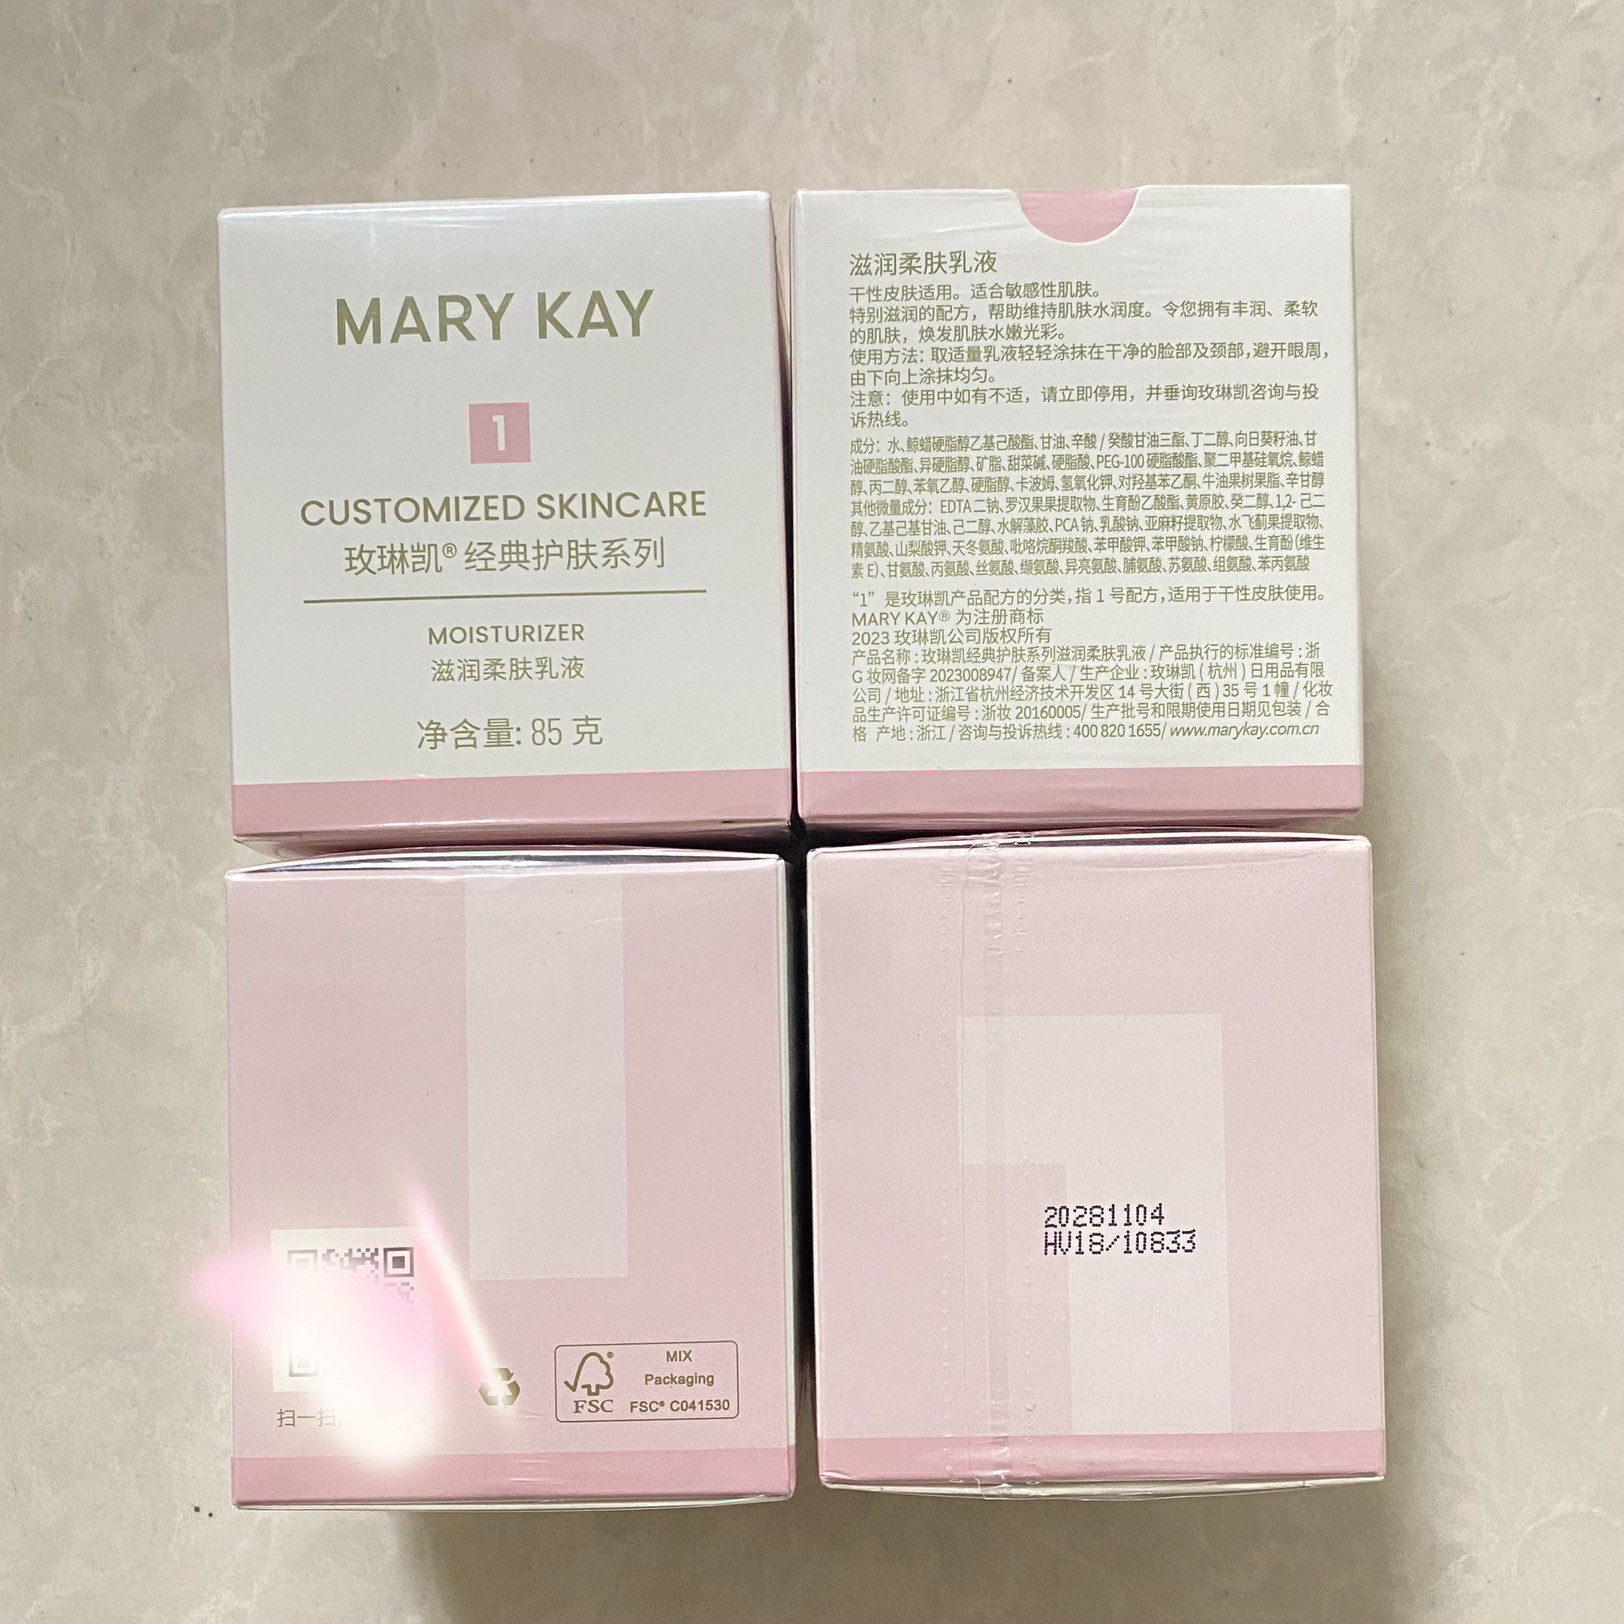 MARY KAY
1
CUSTOMIZED SKINCARE
玫琳凯® 经典护肤系列
MOISTURIZER
滋润柔肤乳液
净含量: 85 克
滋润柔肤乳液
干性皮肤适用。适合敏感性肌肤。
特别滋润的配方，帮助维持肌肤水润度。令您拥有丰润、柔软
的肌肤，焕发肌肤水嫩光彩。
使用方法：取适量乳液轻轻涂抹在干净的脸部及颈部，避开眼周，
由下向上涂抹均匀。
注意：使用中如有不适，请立即停用，并垂询玫琳凯咨询与投
诉热线。
成分：水、鲸蜡硬脂醇乙基己酸酯、甘油、辛酸 / 癸酸甘油三酯、丁二醇、向日葵籽油、甘
油硬脂酸酯、异硬脂醇、矿脂、甜菜碱、硬脂酸、PEG-100 硬脂酸酯、聚二甲基硅氧烷、鲸蜡
醇、丙二醇、苯氧乙醇、硬脂醇、卡波姆、氢氧化钾、对羟基苯乙酮、牛油果树果脂、辛甘醇
其他微量成分：EDTA 二钠、罗汉果果提取物、生育酚乙酸酯、黄原胶、癸二醇、1,2- 己二
醇、乙基己基甘油、己二醇、水解藻胶、PCA 钠、乳酸钠、亚麻籽提取物、水飞蓟果提取物、
精氨酸、山梨酸钾、天冬氨酸、吡咯烷酮羧酸、苯甲酸钾、苯甲酸钠、柠檬酸、生育酚（维生
素 E）、甘氨酸、丙氨酸、丝氨酸、缬氨酸、异亮氨酸、脯氨酸、苏氨酸、组氨酸、苯丙氨酸
“1” 是玫琳凯产品配方的分类，指 1 号配方，适用于干性皮肤使用。
MARY KAY® 为注册商标
2023 玫琳凯公司版权所有
产品名称 : 玫琳凯经典护肤系列滋润柔肤乳液 / 产品执行的标准编号 : 浙
G 妆网备字 2023008947/ 备案人 / 生产企业 : 玫琳凯 ( 杭州 ) 日用品有限
公司 / 地址 : 浙江省杭州经济技术开发区 14 号大街 ( 西 ) 35 号 1 幢 / 化妆
品生产许可证编号 : 浙妆 20160005/ 生产批号和限期使用日期见包装 / 合
格 产地 : 浙江 / 咨询与投诉热线 : 400 820 1655/ www.marykay.com.cn
扫一扫
FSC
MIX
Packaging
FSC® C041530
20281104
HV18/10833